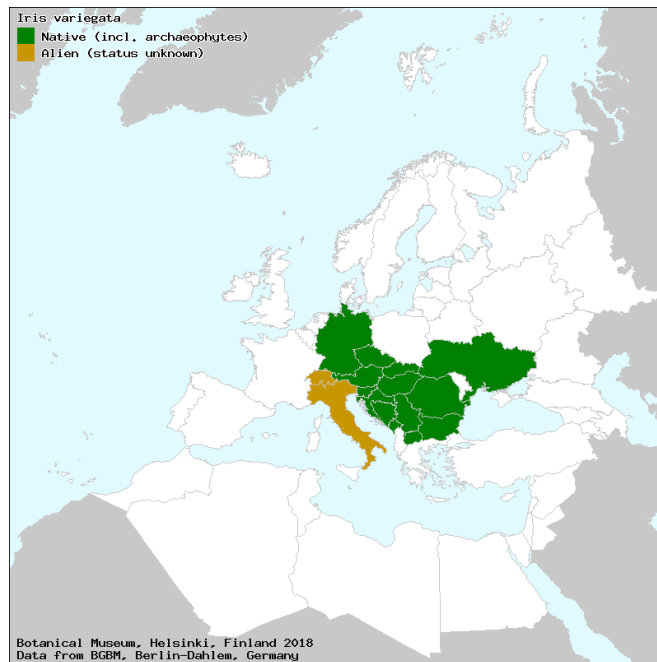 Iris variegata
Native (incl. archaeophytes)
Alien (status unknown)
Botanical Museum, Helsinki, Finland 2018
Data from BGBM, Berlin-Dahlem, Germany